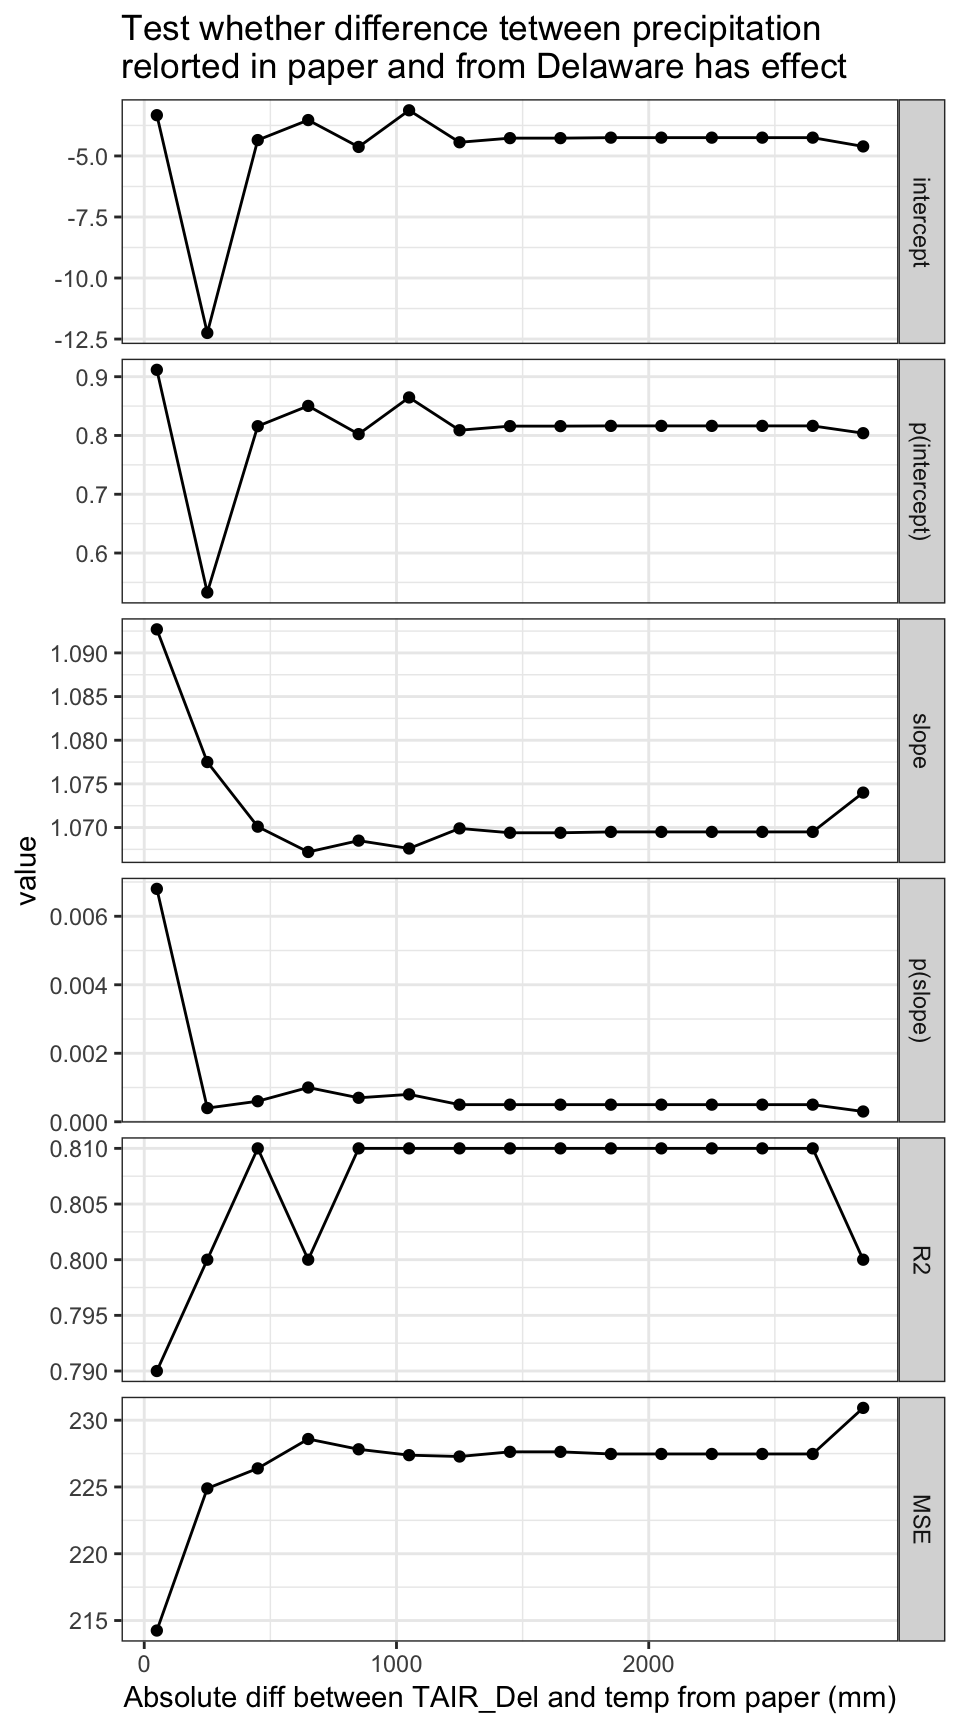 Test whether difference tetween precipitation
relorted in paper and from Delaware has effect
-5.0
-7.5
-10.0
-12.5
intercept
0.9
0.8
0.7
0.6
p(intercept)
1.090
1.085
1.080
1.075
1.070
slope
value
0.006
0.004
0.002
0.000
p(slope)
0.810
0.805
0.800
0.795
0.790
R2
230
225
220
215
MSE
0 1000 2000
Absolute diff between TAIR_Del and temp from paper (mm)